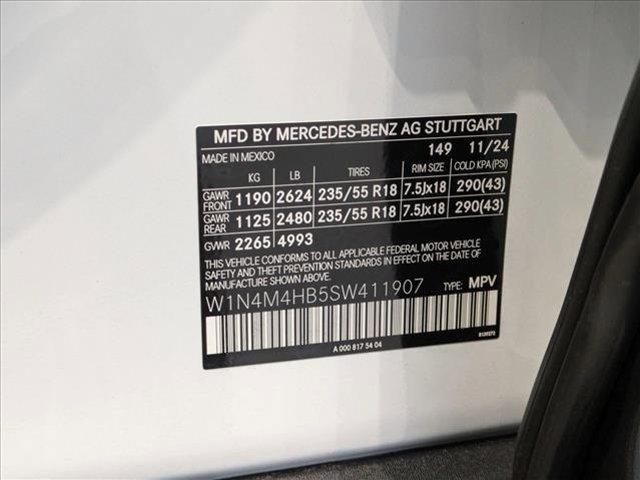 MFD BY MERCEDES-BENZ AG STUTTGART
MADE IN MEXICO 149 11/24
KG LB TIRES RIM SIZE COLD KPA (PSI)
GAWR FRONT 1190 2624 235/55 R18 7.5Jx18 290(43)
GAWR REAR 1125 2480 235/55 R18 7.5Jx18 290(43)
GVWR 2265 4993
THIS VEHICLE CONFORMS TO ALL APPLICABLE FEDERAL MOTOR VEHICLE
SAFETY AND THEFT PREVENTION STANDARDS IN EFFECT ON THE DATE OF
MANUFACTURE SHOWN ABOVE.
W1N4M4HB5SW411907 TYPE: MPV
A 000 817 54 04